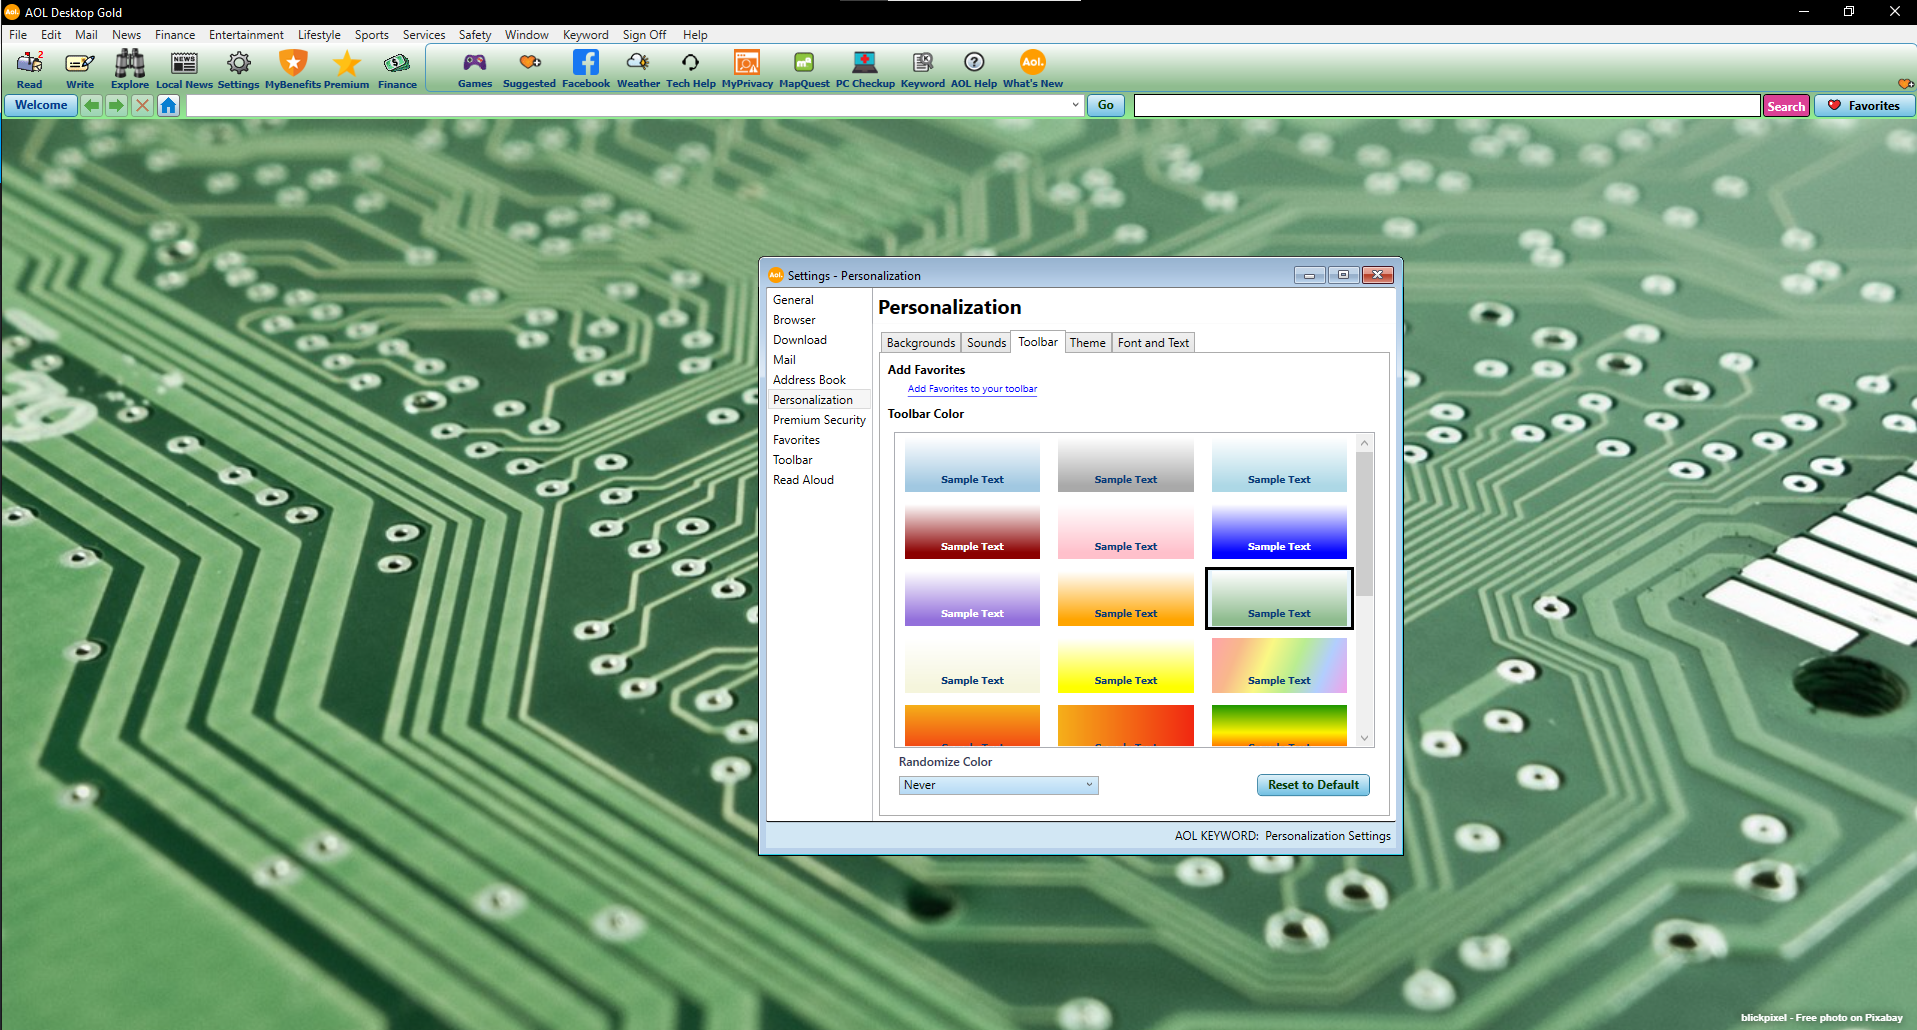 Aol. AOL Desktop Gold
File Edit Mail News Finance Entertainment Lifestyle Sports Services Safety Window Keyword Sign Off Help
2 NEWS Aol.
Read Write Explore Local News Settings MyBenefits Premium Finance Games Suggested Facebook Weather Tech Help MyPrivacy MapQuest PC Checkup Keyword AOL Help What's New
Welcome Go Search Favorites
Aol. Settings - Personalization
General
Browser
Download
Mail
Address Book
Personalization
Premium Security
Favorites
Toolbar
Read Aloud
Personalization
Backgrounds Sounds Toolbar Theme Font and Text
Add Favorites
Add Favorites to your toolbar
Toolbar Color
Sample Text Sample Text Sample Text
Sample Text Sample Text Sample Text
Sample Text Sample Text Sample Text
Sample Text Sample Text Sample Text
Randomize Color
Never Reset to Default
AOL KEYWORD: Personalization Settings
blickpixel - Free photo on Pixabay